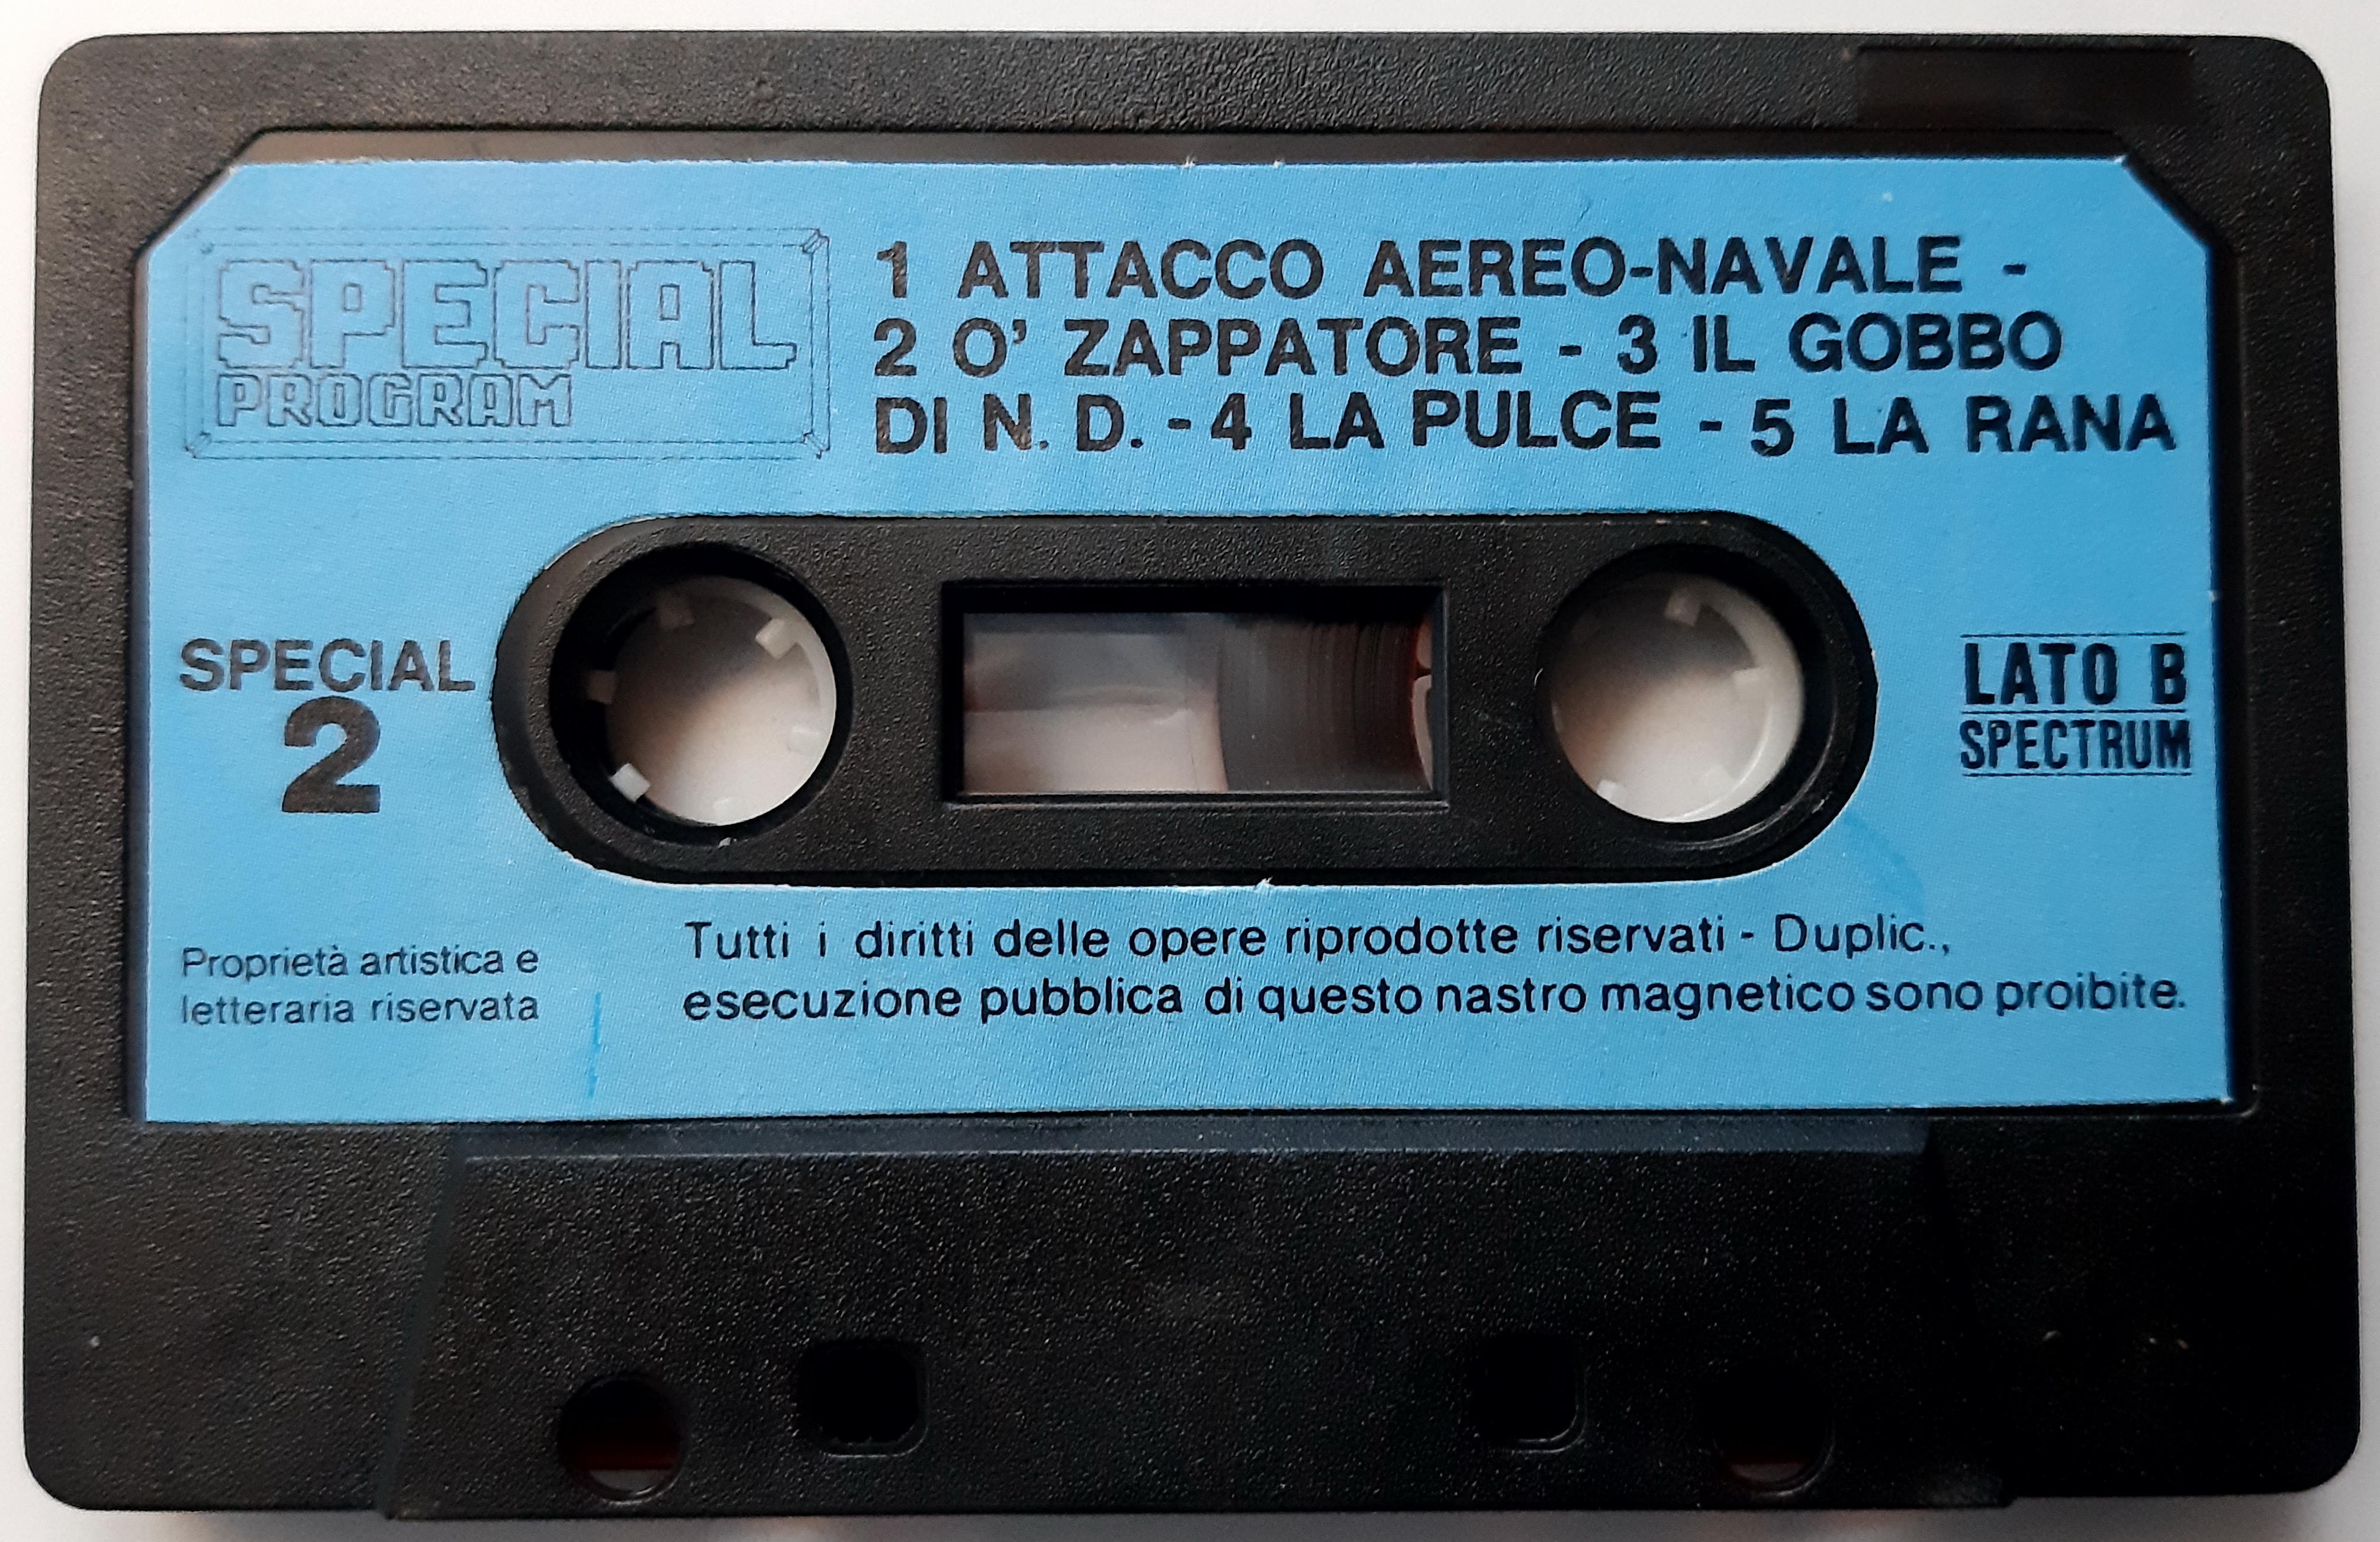 SPECIAL
PROGRAM
1 ATTACCO AEREO-NAVALE -
2 O' ZAPPATORE - 3 IL GOBBO
DI N. D. - 4 LA PULCE - 5 LA RANA
SPECIAL
2
LATO B
SPECTRUM
Proprietà artistica e
letteraria riservata
Tutti i diritti delle opere riprodotte riservati - Duplic.,
esecuzione pubblica di questo nastro magnetico sono proibite.